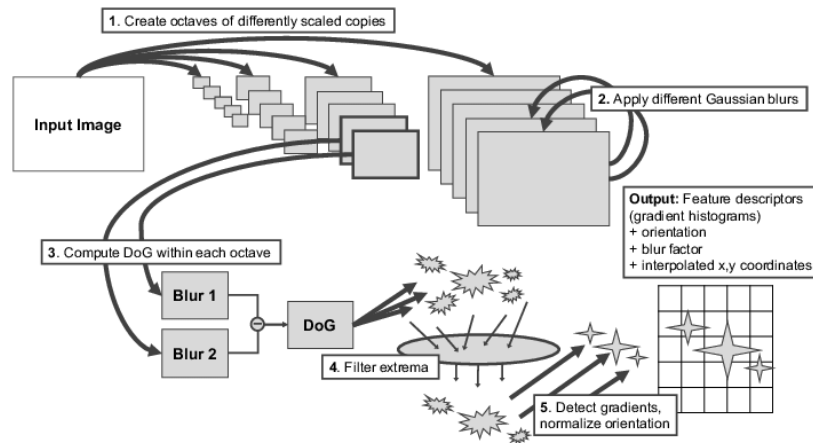 1. Create octaves of differently scaled copies
Input Image
2. Apply different Gaussian blurs
Output: Feature descriptors
(gradient histograms)
+ orientation
+ blur factor
+ interpolated x,y coordinates
3. Compute DoG within each octave
Blur 1
Blur 2
DoG
4. Filter extrema
5. Detect gradients,
normalize orientation